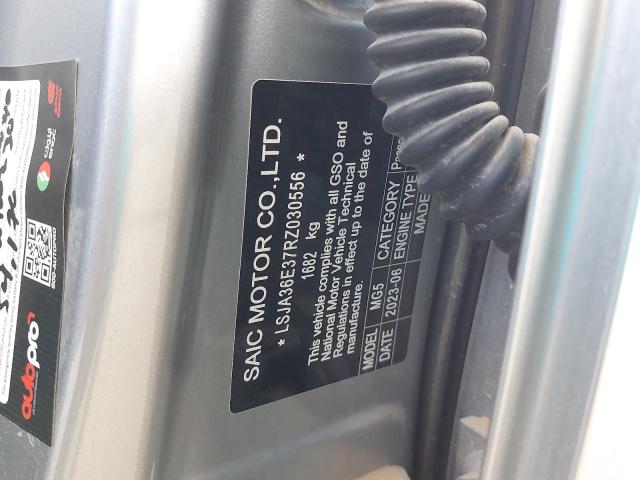 SAIC MOTOR CO.,LTD.
* LSJA36E37RZ030556 *
1682 kg
This vehicle complies with all GSO and
National Motor Vehicle Technical
Regulations in effect up to the date of
manufacture.
MODEL MG5 CATEGORY
DATE 2023-06 ENGINE TYPE
MADE
autopro